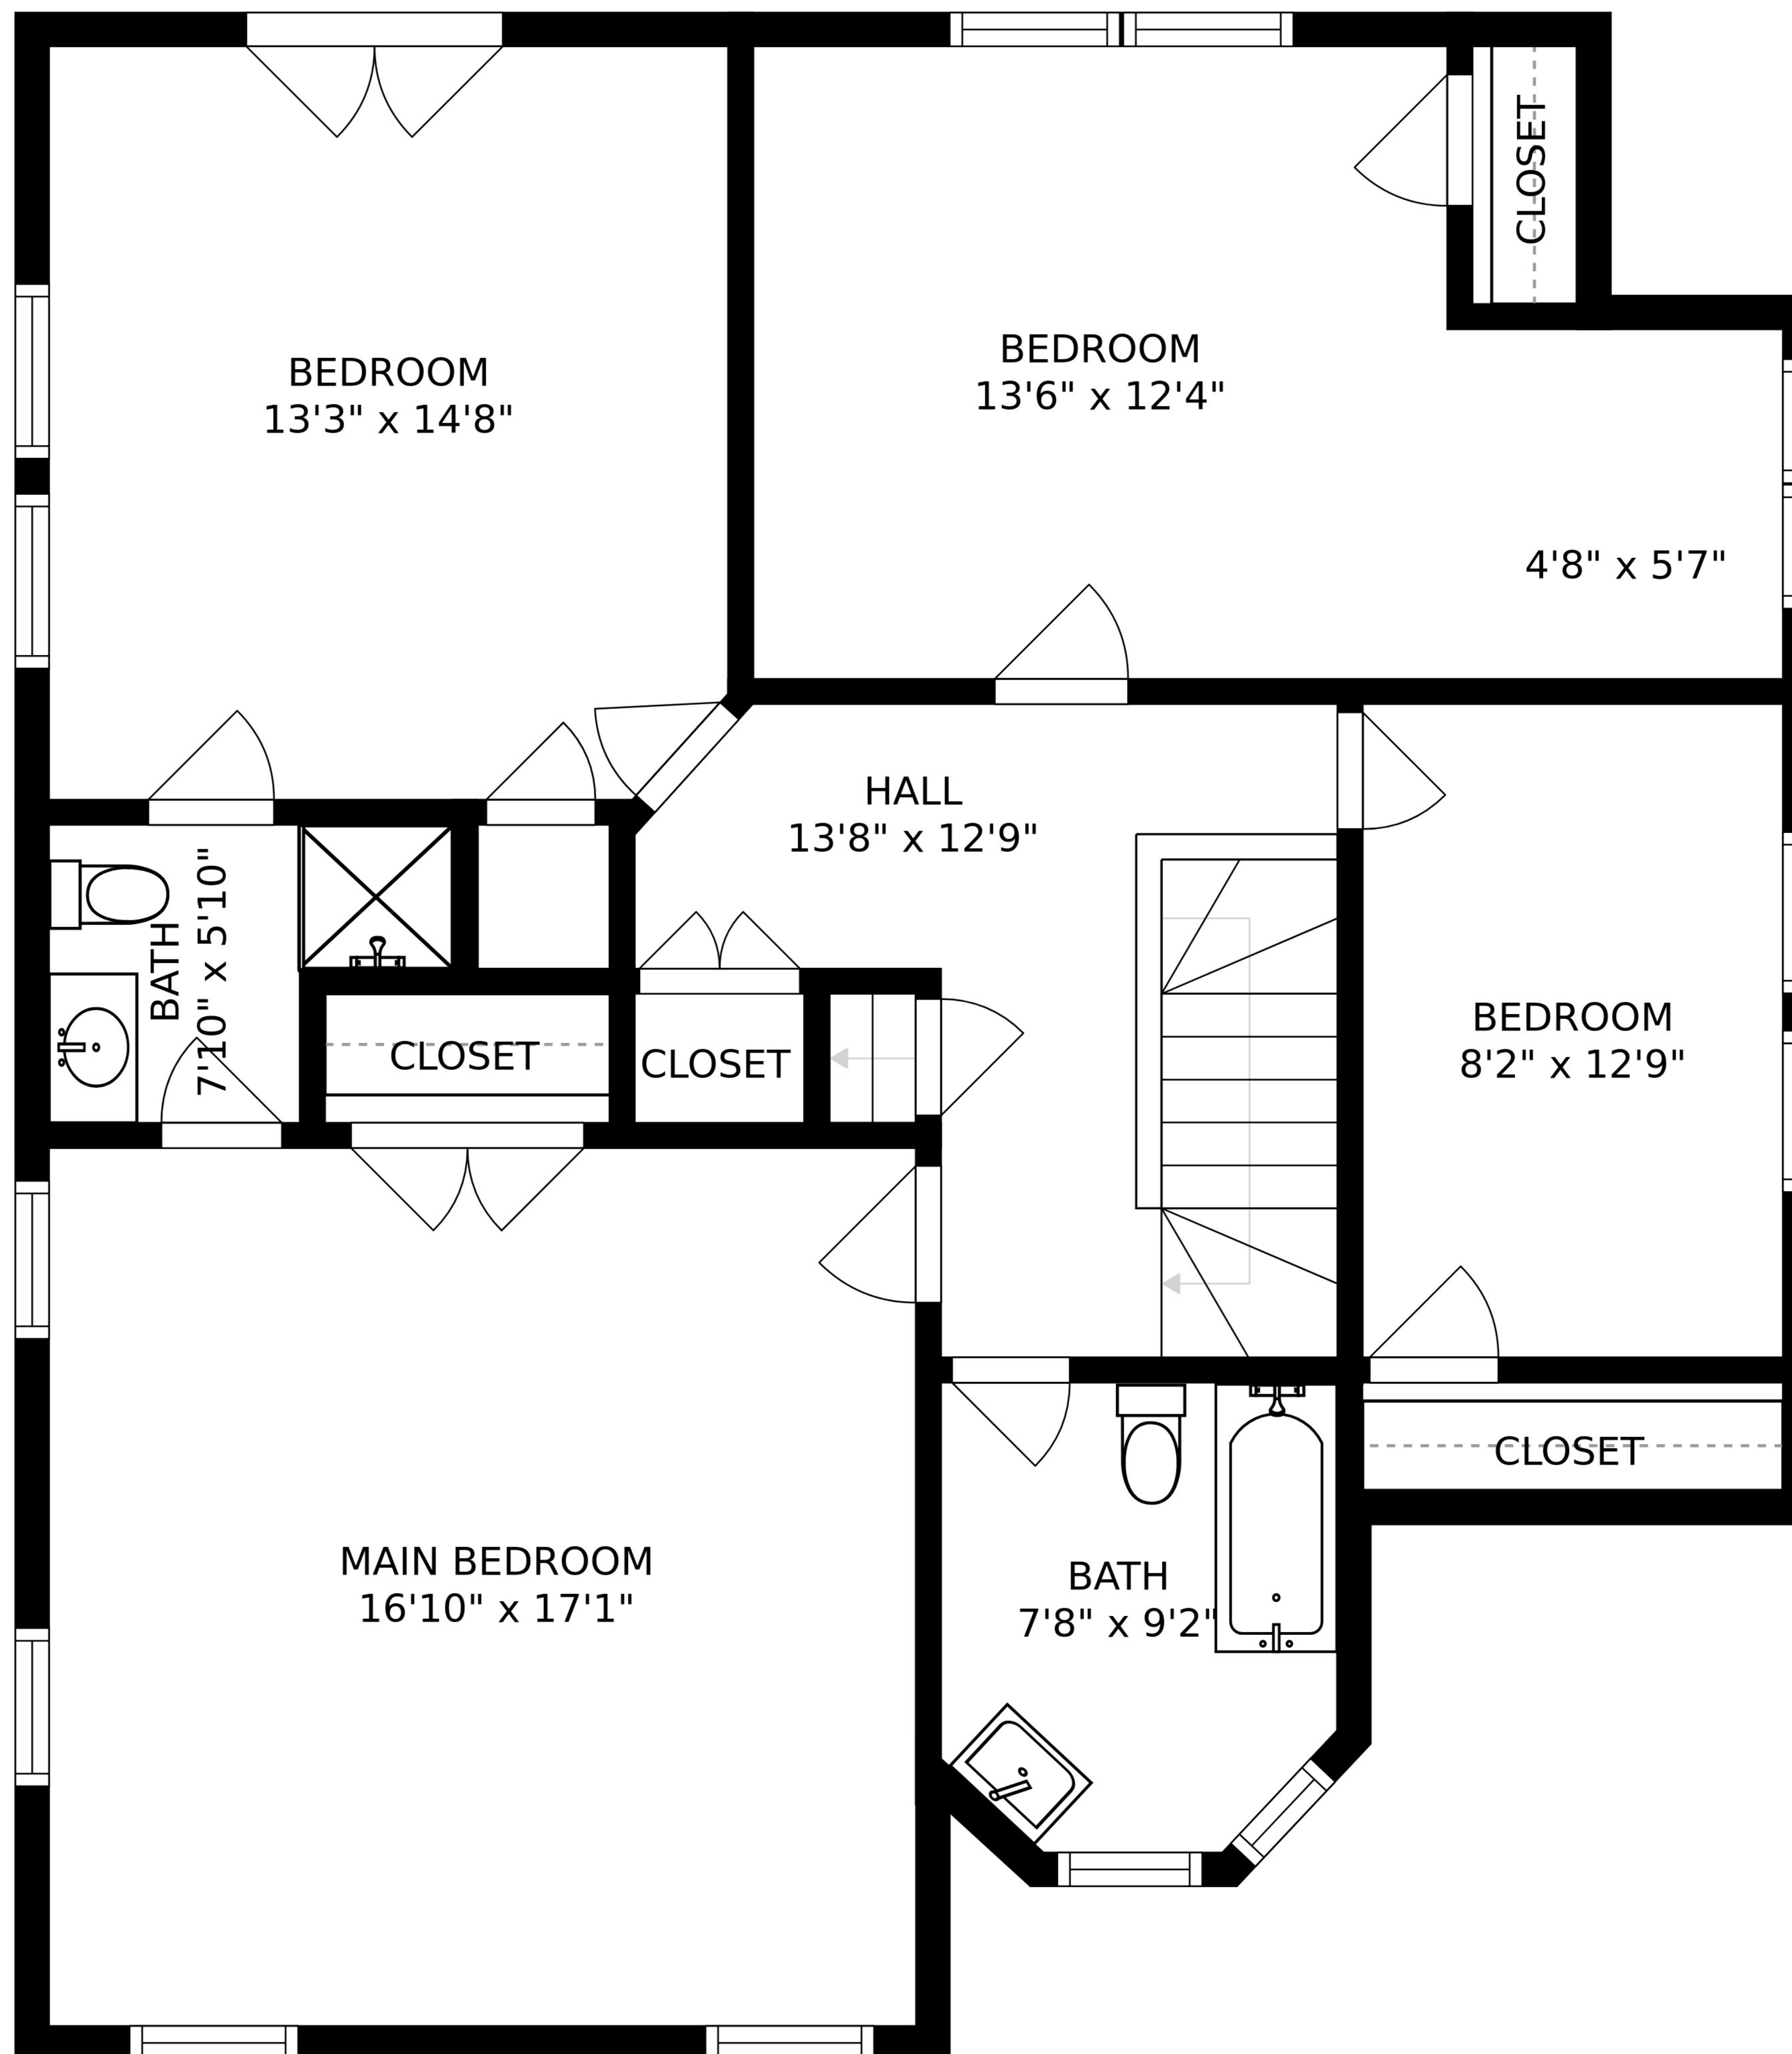 CLOSET
BEDROOM
13'3" x 14'8"
BEDROOM
13'6" x 12'4"
4'8" x 5'7"
HALL
13'8" x 12'9"
BATH
7'10" x 5'10"
CLOSET
CLOSET
BEDROOM
8'2" x 12'9"
CLOSET
MAIN BEDROOM
16'10" x 17'1"
BATH
7'8" x 9'2"